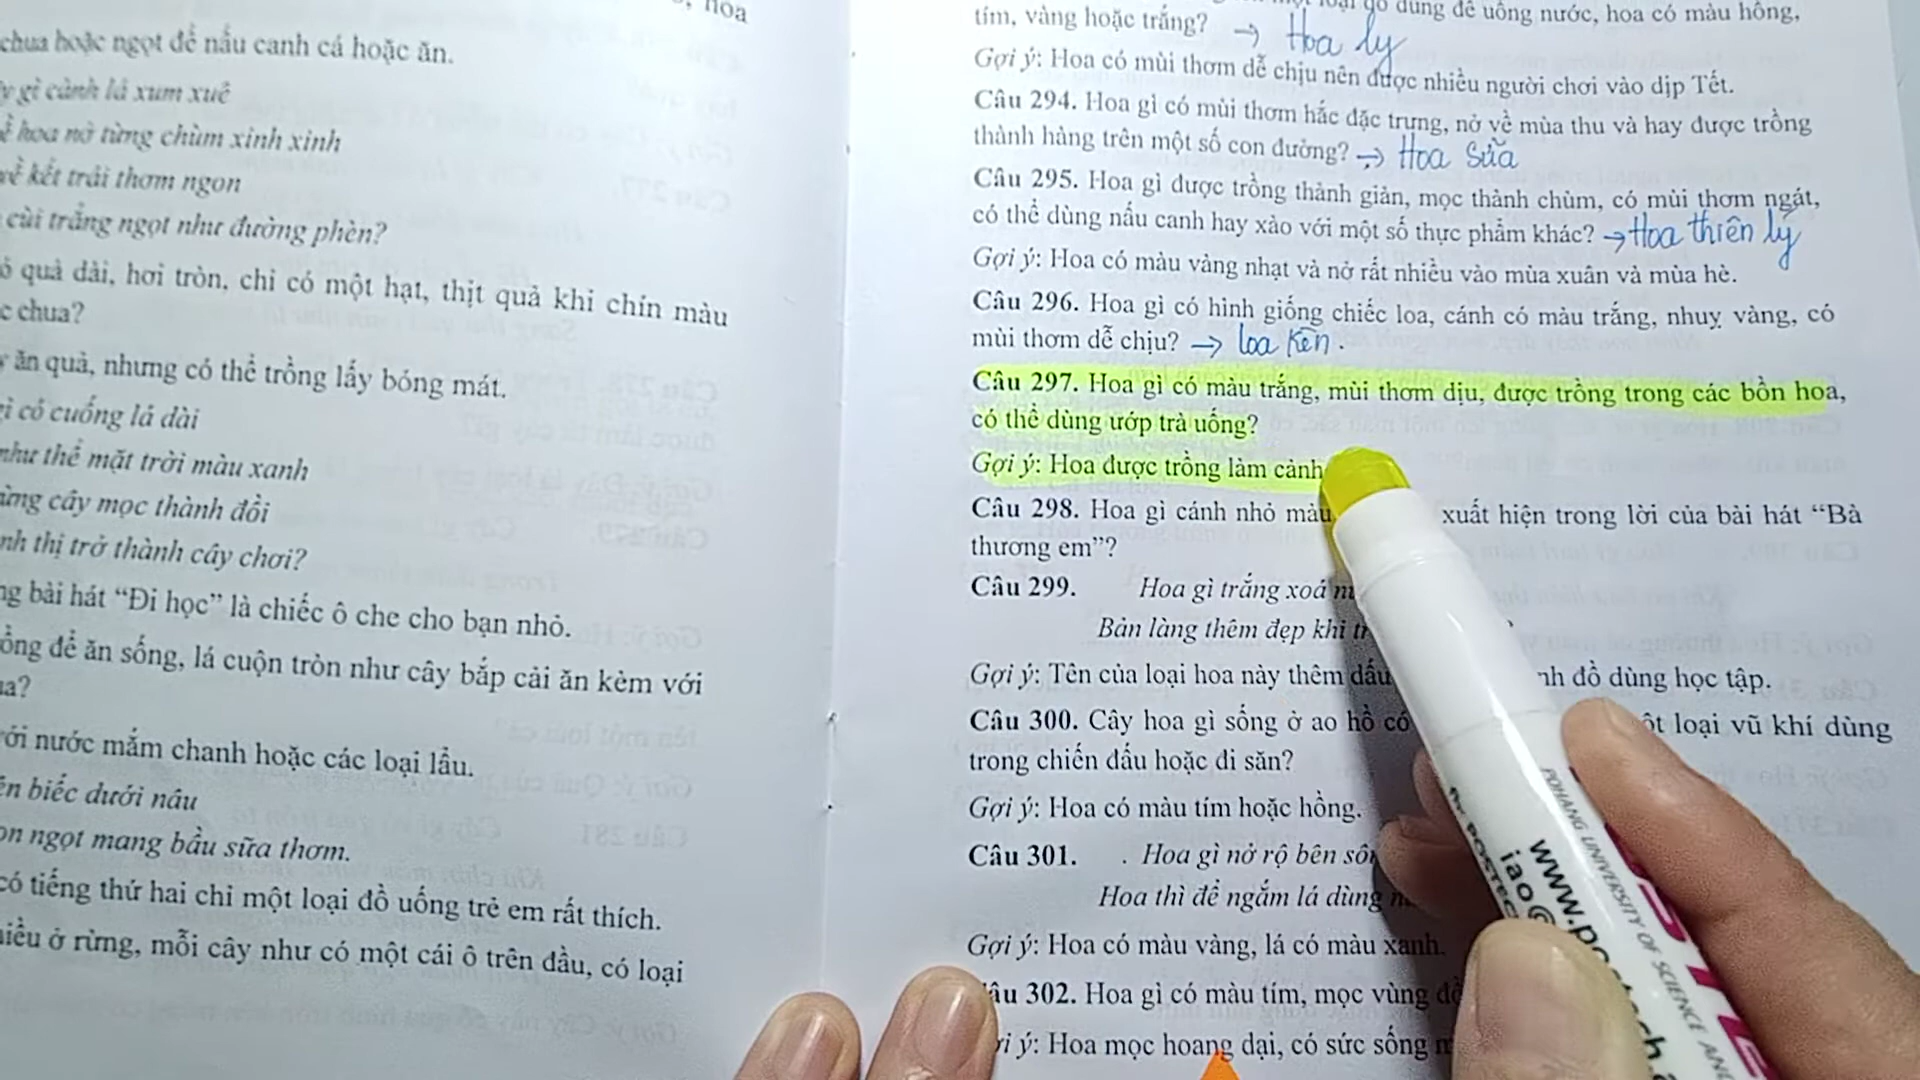 hoa
chua hoặc ngọt để nấu canh cá hoặc ăn.
gì cành lá xum xuê
hoa nở từng chùm xinh xinh
về kết trái thơm ngon
cùi trắng ngọt như đường phèn?
quả dài, hơi tròn, chỉ có một hạt, thịt quả khi chín màu
chua?
ăn quả, nhưng có thể trồng lấy bóng mát.
gì có cuống lá dài
như thể mặt trời màu xanh
từng cây mọc thành đồi
thị trở thành cây chơi?
bài hát “Đi học” là chiếc ô che cho bạn nhỏ.
để ăn sống, lá cuộn tròn như cây bắp cải ăn kèm với
với nước mắm chanh hoặc các loại lẩu.
biếc dưới nâu
ngọt mang bầu sữa thơm.
có tiếng thứ hai chỉ một loại đồ uống trẻ em rất thích.
ở rừng, mỗi cây như có một cái ô trên đầu, có loại
dùng để uống nước, hoa có màu hồng,
tím, vàng hoặc trắng? → Hoa ly
Gợi ý: Hoa có mùi thơm dễ chịu nên được nhiều người chơi vào dịp Tết.
Câu 294. Hoa gì có mùi thơm hắc đặc trưng, nở về mùa thu và hay được trồng
thành hàng trên một số con đường? → Hoa sữa
Câu 295. Hoa gì được trồng thành giàn, mọc thành chùm, có mùi thơm ngát,
có thể dùng nấu canh hay xào với một số thực phẩm khác? → Hoa thiên lý
Gợi ý: Hoa có màu vàng nhạt và nở rất nhiều vào mùa xuân và mùa hè.
Câu 296. Hoa gì có hình giống chiếc loa, cánh có màu trắng, nhuỵ vàng, có
mùi thơm dễ chịu? → loa kèn.
Câu 297. Hoa gì có màu trắng, mùi thơm dịu, được trồng trong các bồn hoa,
có thể dùng ướp trà uống?
Gợi ý: Hoa được trồng làm cảnh
Câu 298. Hoa gì cánh nhỏ màu xuất hiện trong lời của bài hát “Bà
thương em”?
Câu 299. Hoa gì trắng xoá
Bản làng thêm đẹp khi
Gợi ý: Tên của loại hoa này thêm dấu đồ dùng học tập.
Câu 300. Cây hoa gì sống ở ao hồ có loại vũ khí dùng
trong chiến đấu hoặc đi săn?
Gợi ý: Hoa có màu tím hoặc hồng.
Câu 301. Hoa gì nở rộ bên
Hoa thì để ngắm lá dùng
Gợi ý: Hoa có màu vàng, lá có màu xanh.
302. Hoa gì có màu tím, mọc vùng
ý: Hoa mọc hoang dại, có sức sống
POHANG UNIVERSITY OF SCIENCE AND